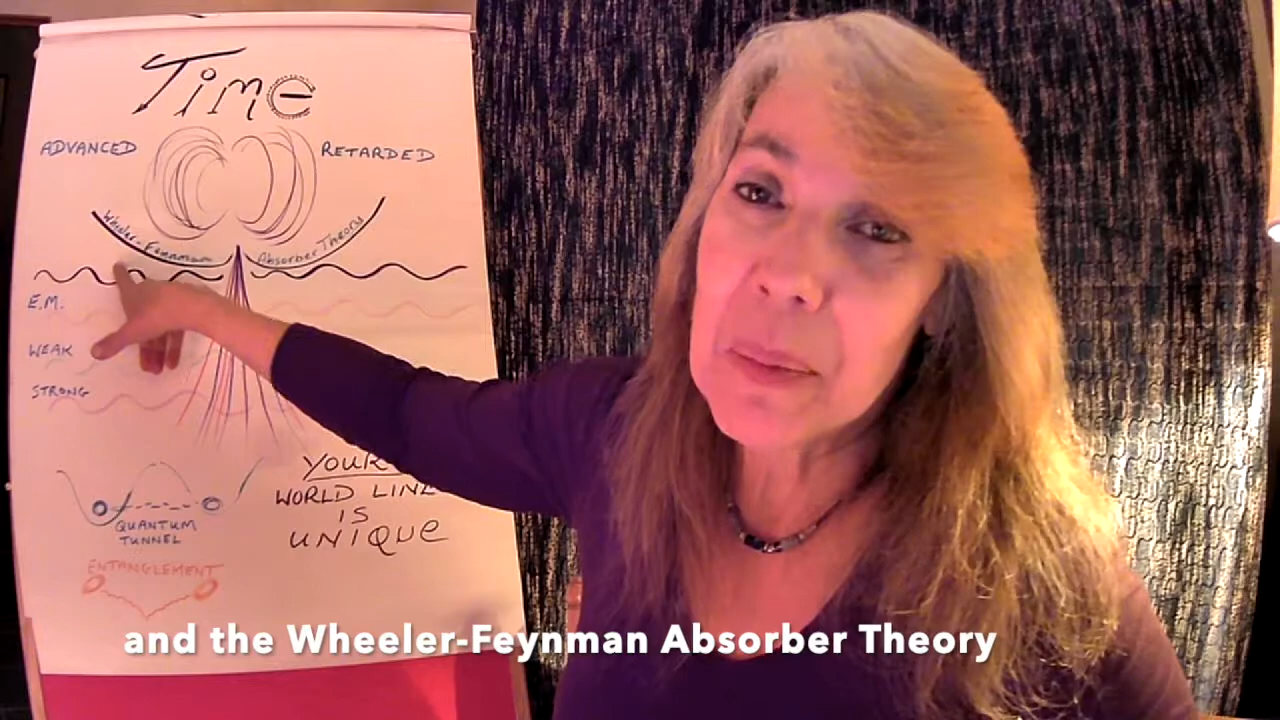 Time
ADVANCED
RETARDED
Wheeler-Feynman Absorber Theory
E.M.
WEAK
STRONG
YOUR
WORLD LINE
IS
UNIQUE
QUANTUM
TUNNEL
ENTANGLEMENT
and the Wheeler-Feynman Absorber Theory